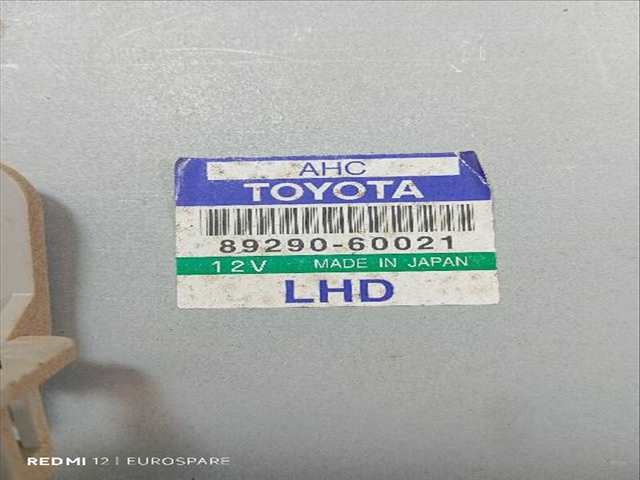 AHC
TOYOTA
89290-60021
12V MADE IN JAPAN
LHD
REDMI 12 | EUROSPARE